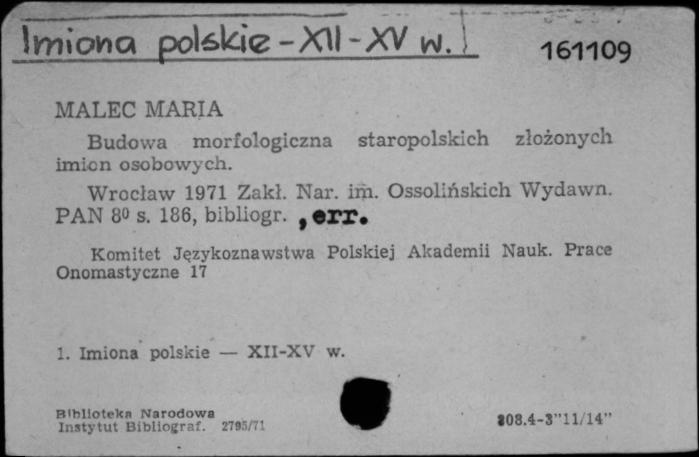 Imiona polskie - XII - XV w.
161109
MALEC MARIA
Budowa morfologiczna staropolskich złożonych
imion osobowych.
Wrocław 1971 Zakł. Nar. im. Ossolińskich Wydawn.
PAN 8⁰ s. 186, bibliogr. , err.
Komitet Językoznawstwa Polskiej Akademii Nauk. Prace
Onomastyczne 17
1. Imiona polskie — XII-XV w.
Biblioteka Narodowa
Instytut Bibliograf. 2795/71
808.4-3"11/14"